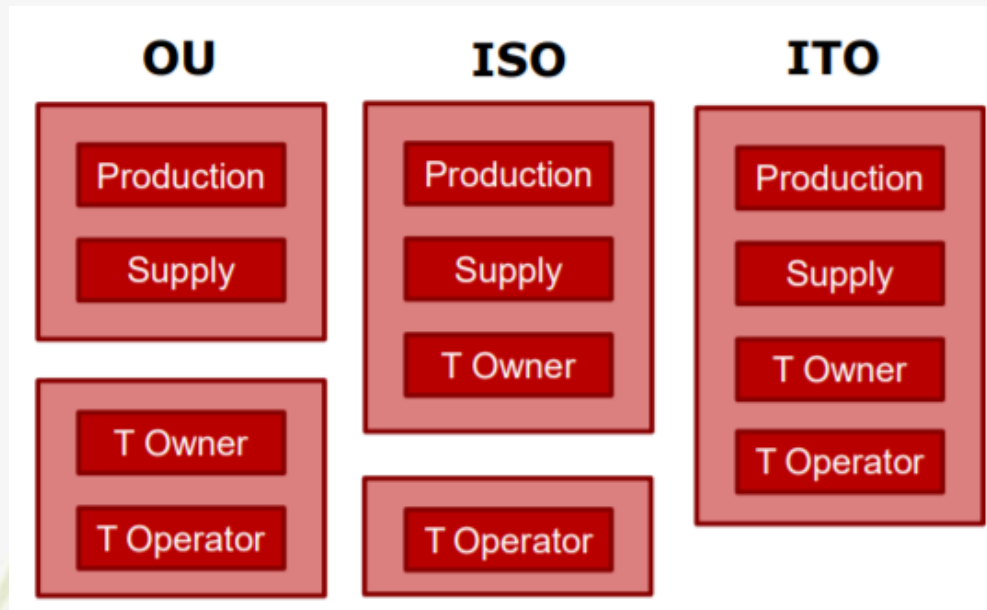 OU
Production
Supply
T Owner
T Operator
ISO
Production
Supply
T Owner
T Operator
ITO
Production
Supply
T Owner
T Operator